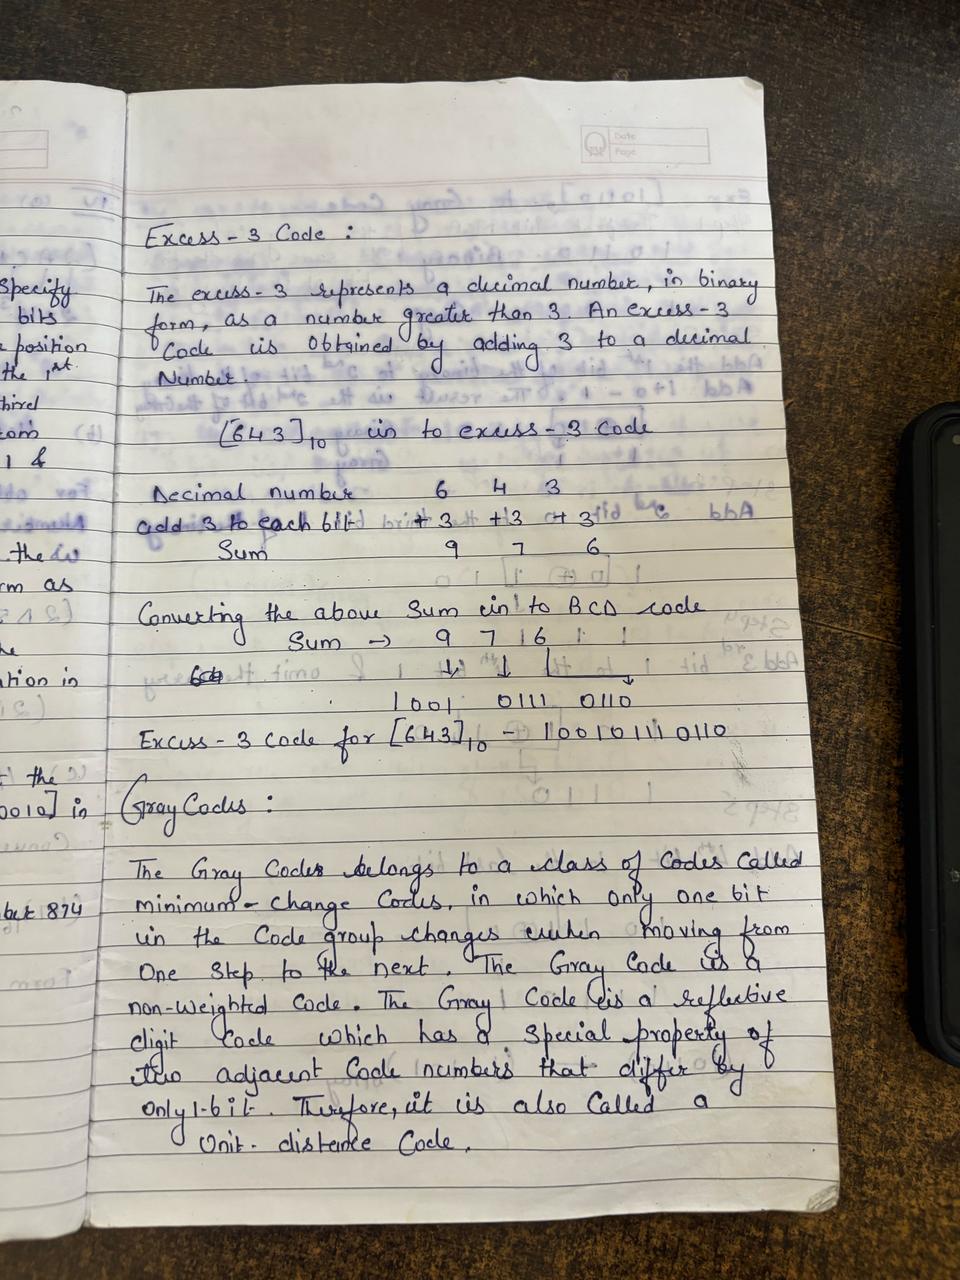 Date
Page
Excess-3 Code :
The excess-3 represents a decimal number, in binary
form, as a number greater than 3. An excess-3
Code is Obtained by adding 3 to a decimal
Number.
[643]10 in to excess-3 Code
Decimal number 6 4 3
add 3 to each bit +3 +3 +3
Sum 9 7 6
Converting the above Sum in to BCD code
Sum → 9 7 6
1001 0111 0110
Excess-3 code for [643]10 - 100101110110
Gray Codes :
The Gray Codes belongs to a class of Codes Called
minimum-change Codes, in which only one bit
in the Code group changes when moving from
One Step to the next. The Gray Code is a
non-weighted Code. The Gray Code is a reflective
digit Code which has a Special property of
two adjacent Code numbers that differ by
Only 1-bit. Therefore, it is also Called a
Unit-distance Code.
Specify
bits
position
the 1st
third
1 &
the
as
tion in
the
0010] in
874